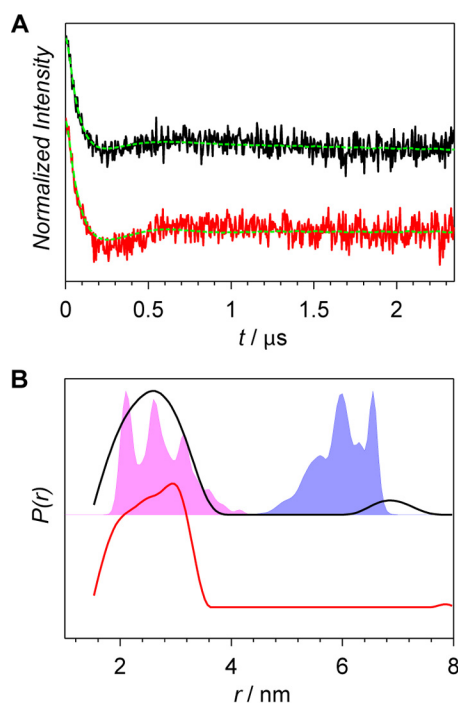 A
Normalized Intensity
0 0.5 1 1.5 2
t / μs
B
P(r)
2 4 6 8
r / nm